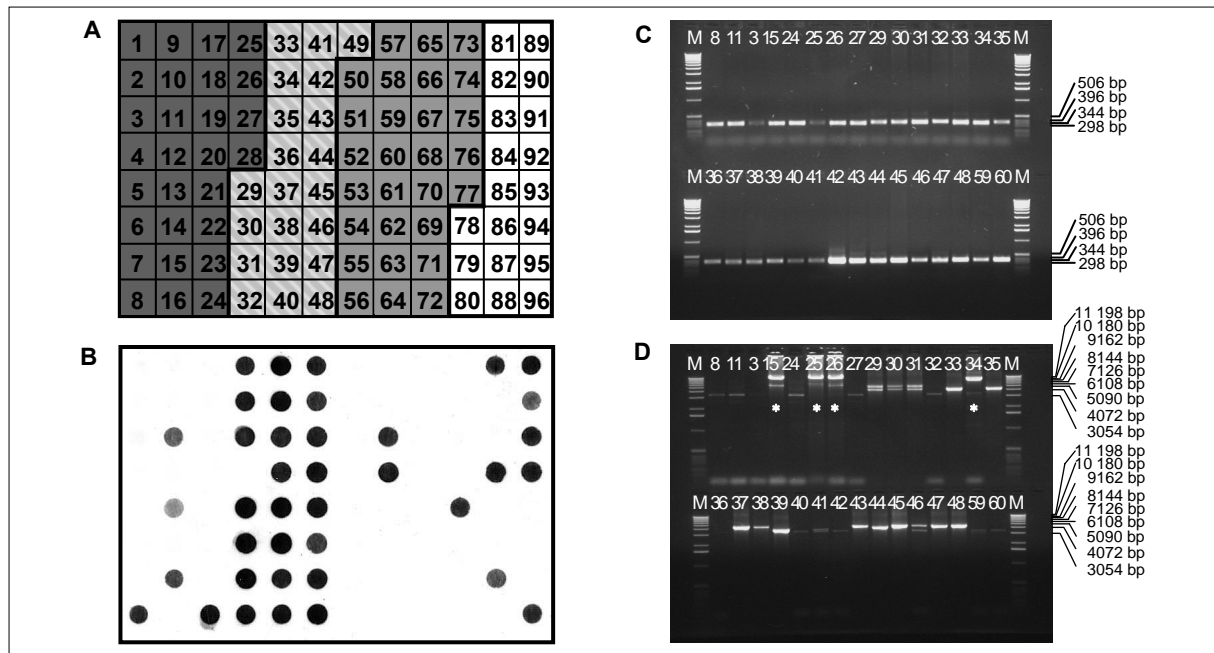 A
1 9 17 25 33 41 49 57 65 73 81 89
2 10 18 26 34 42 50 58 66 74 82 90
3 11 19 27 35 43 51 59 67 75 83 91
4 12 20 28 36 44 52 60 68 76 84 92
5 13 21 29 37 45 53 61 70 77 85 93
6 14 22 30 38 46 54 62 69 78 86 94
7 15 23 31 39 47 55 63 71 79 87 95
8 16 24 32 40 48 56 64 72 80 88 96
B
C
M 8 11 3 15 24 25 26 27 29 30 31 32 33 34 35 M
506 bp
396 bp
344 bp
298 bp
M 36 37 38 39 40 41 42 43 44 45 46 47 48 59 60 M
506 bp
396 bp
344 bp
298 bp
D
M 8 11 3 15 24 25 26 27 29 30 31 32 33 34 35 M
* * * *
11 198 bp
10 180 bp
9162 bp
8144 bp
7126 bp
6108 bp
5090 bp
4072 bp
3054 bp
M 36 37 38 39 40 41 42 43 44 45 46 47 48 59 60 M
11 198 bp
10 180 bp
9162 bp
8144 bp
7126 bp
6108 bp
5090 bp
4072 bp
3054 bp